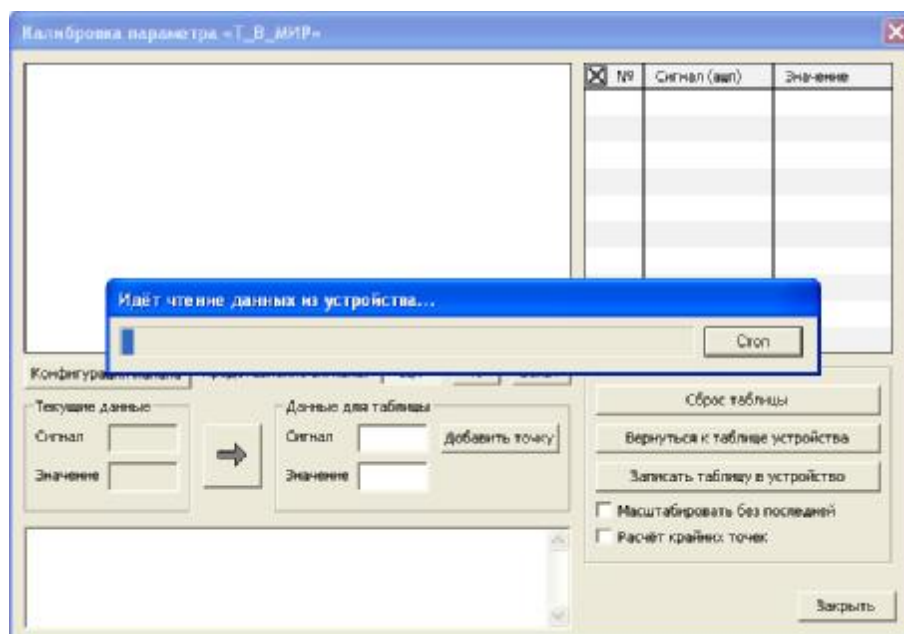 Калибровка параметра «Т_В_МИР»
№ Сигнал (ацп) Значение
Идёт чтение данных из устройства...
Стоп
Текущие данные
Сигнал
Значение
Данные для таблицы
Сигнал
Добавить точку
Значение
Сброс таблицы
Вернуться к таблице устройства
Записать таблицу в устройство
Масштабировать без последней
Расчёт крайних точек
Закрыть